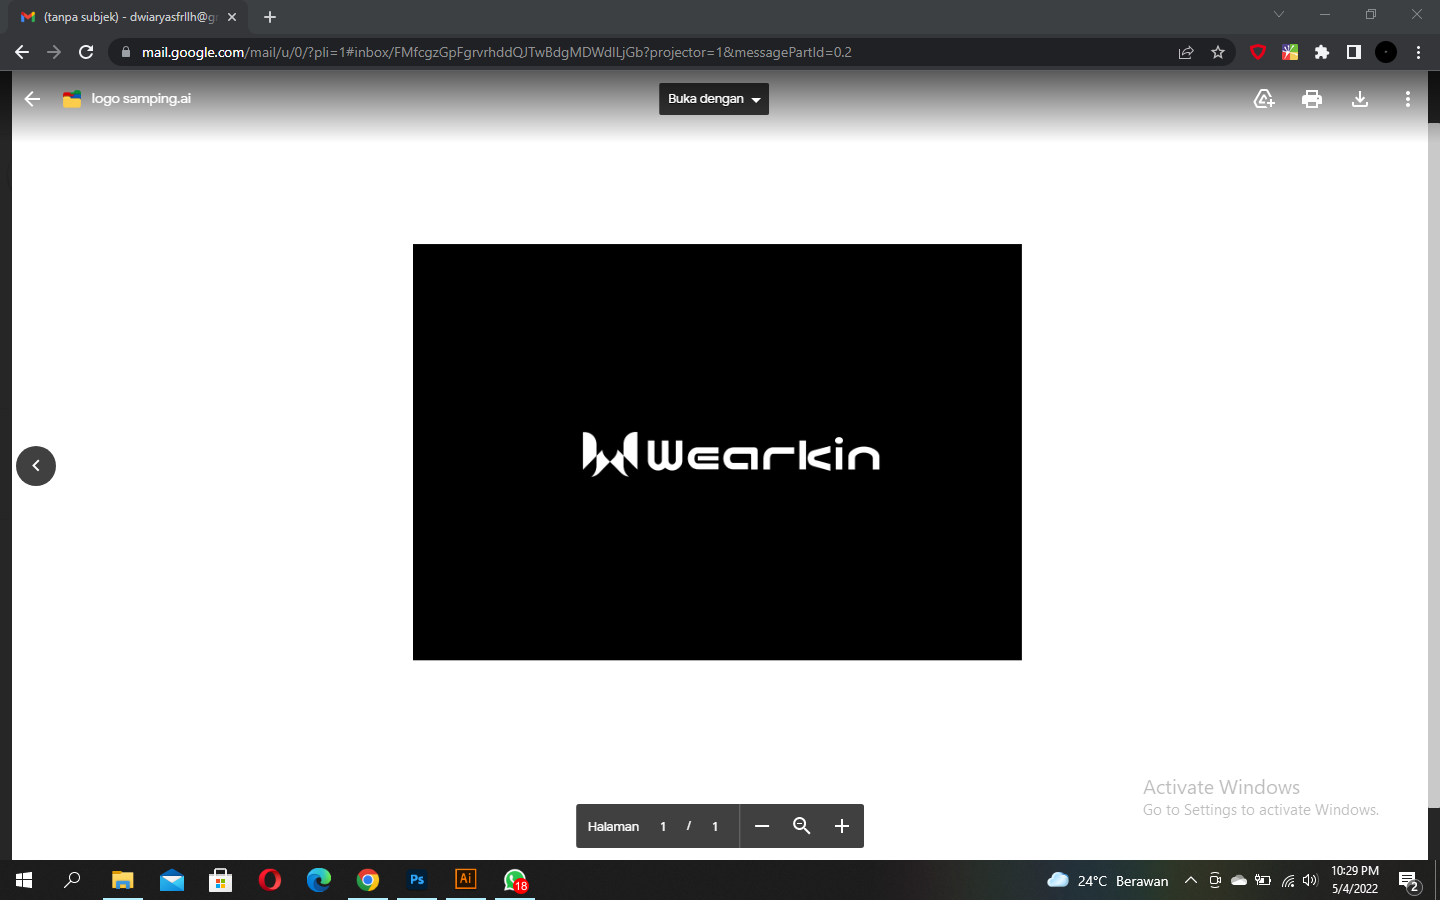 (tanpa subjek) - dwiaryasfrllh@gr
mail.google.com/mail/u/0/?pli=1#inbox/FMfcgzGpFgrvrhddQJTwBdgMDWdlLjGb?projector=1&messagePartId=0.2
logo samping.ai
Buka dengan
Wearkin
Activate Windows
Go to Settings to activate Windows.
Halaman 1 / 1
Ps
Ai
18
24°C Berawan
10:29 PM
5/4/2022
2